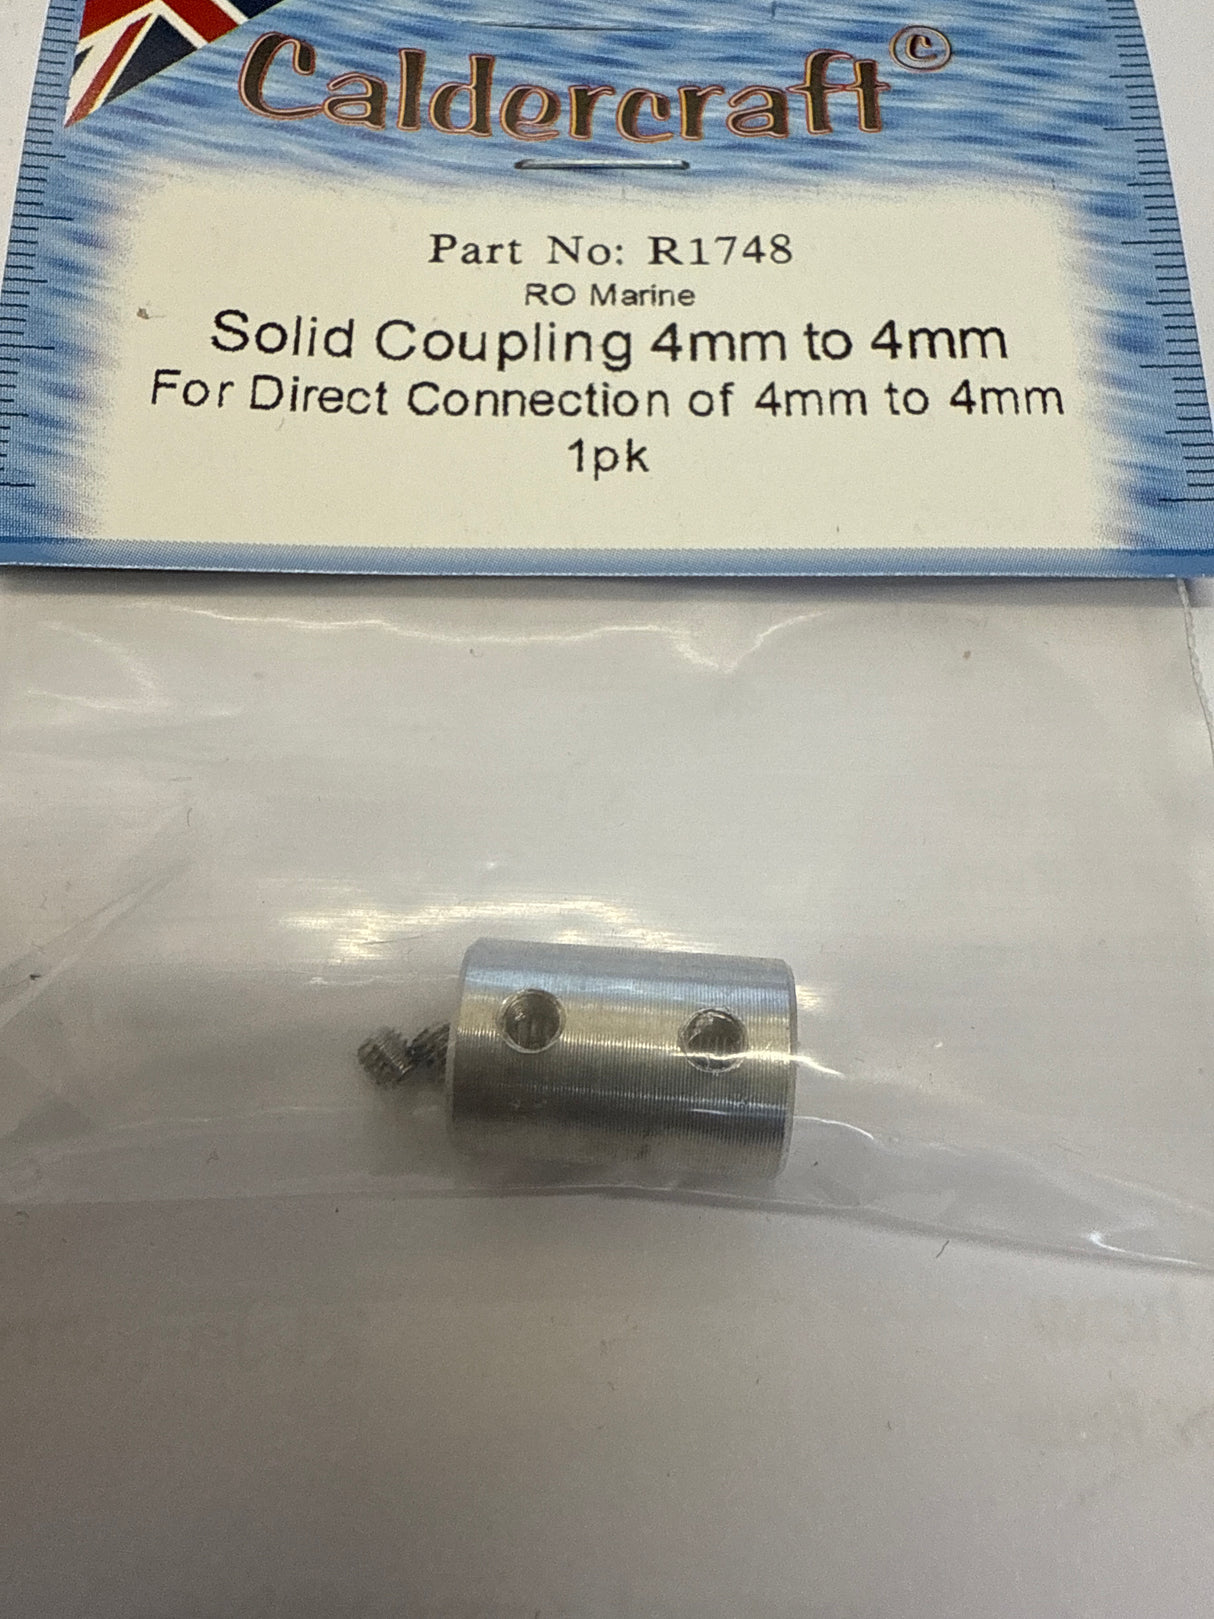 Caldercraft©
Part No: R1748
RO Marine
Solid Coupling 4mm to 4mm
For Direct Connection of 4mm to 4mm
1pk